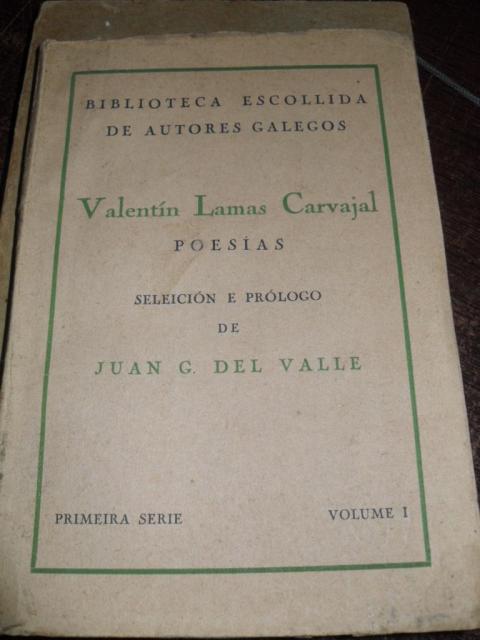 BIBLIOTECA ESCOLLIDA
DE AUTORES GALEGOS
Valentín Lamas Carvajal
POESÍAS
SELEICIÓN E PRÓLOGO
DE
JUAN G. DEL VALLE
PRIMEIRA SERIE
VOLUME I